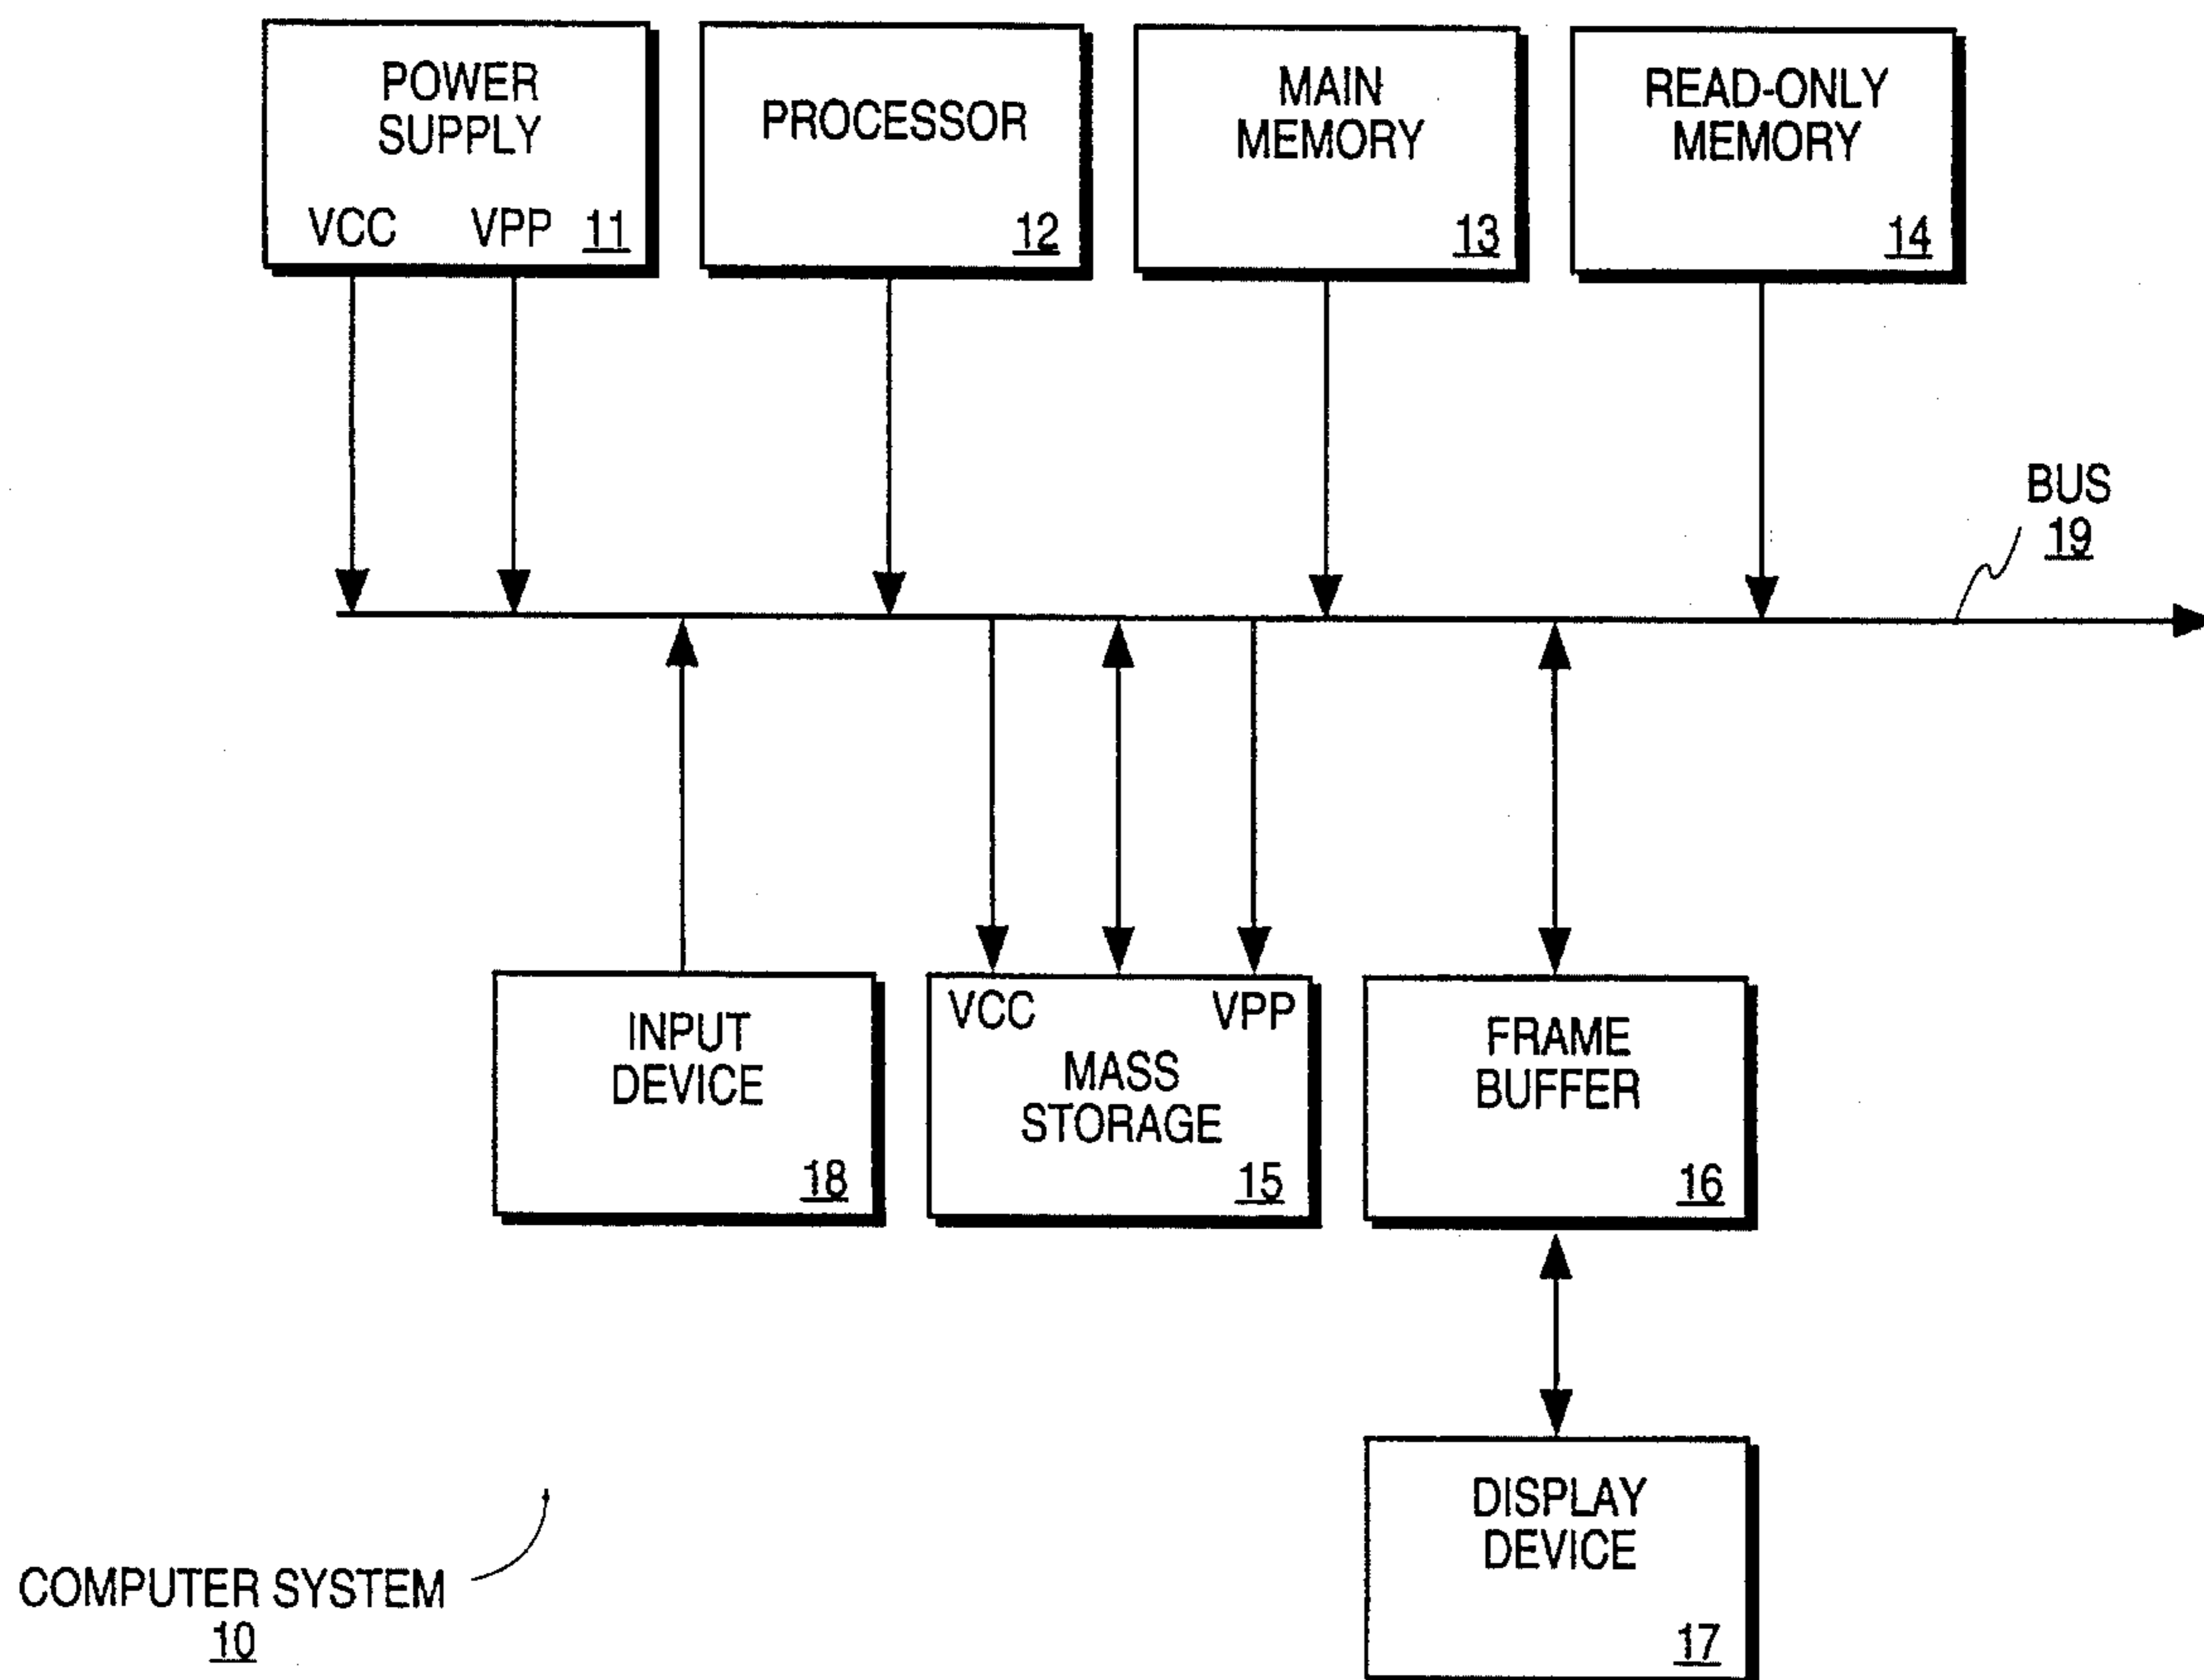 POWER
SUPPLY
VCC VPP 11
PROCESSOR
12
MAIN
MEMORY
13
READ-ONLY
MEMORY
14
BUS
19
INPUT
DEVICE
18
VCC VPP
MASS
STORAGE
15
FRAME
BUFFER
16
DISPLAY
DEVICE
17
COMPUTER SYSTEM
10